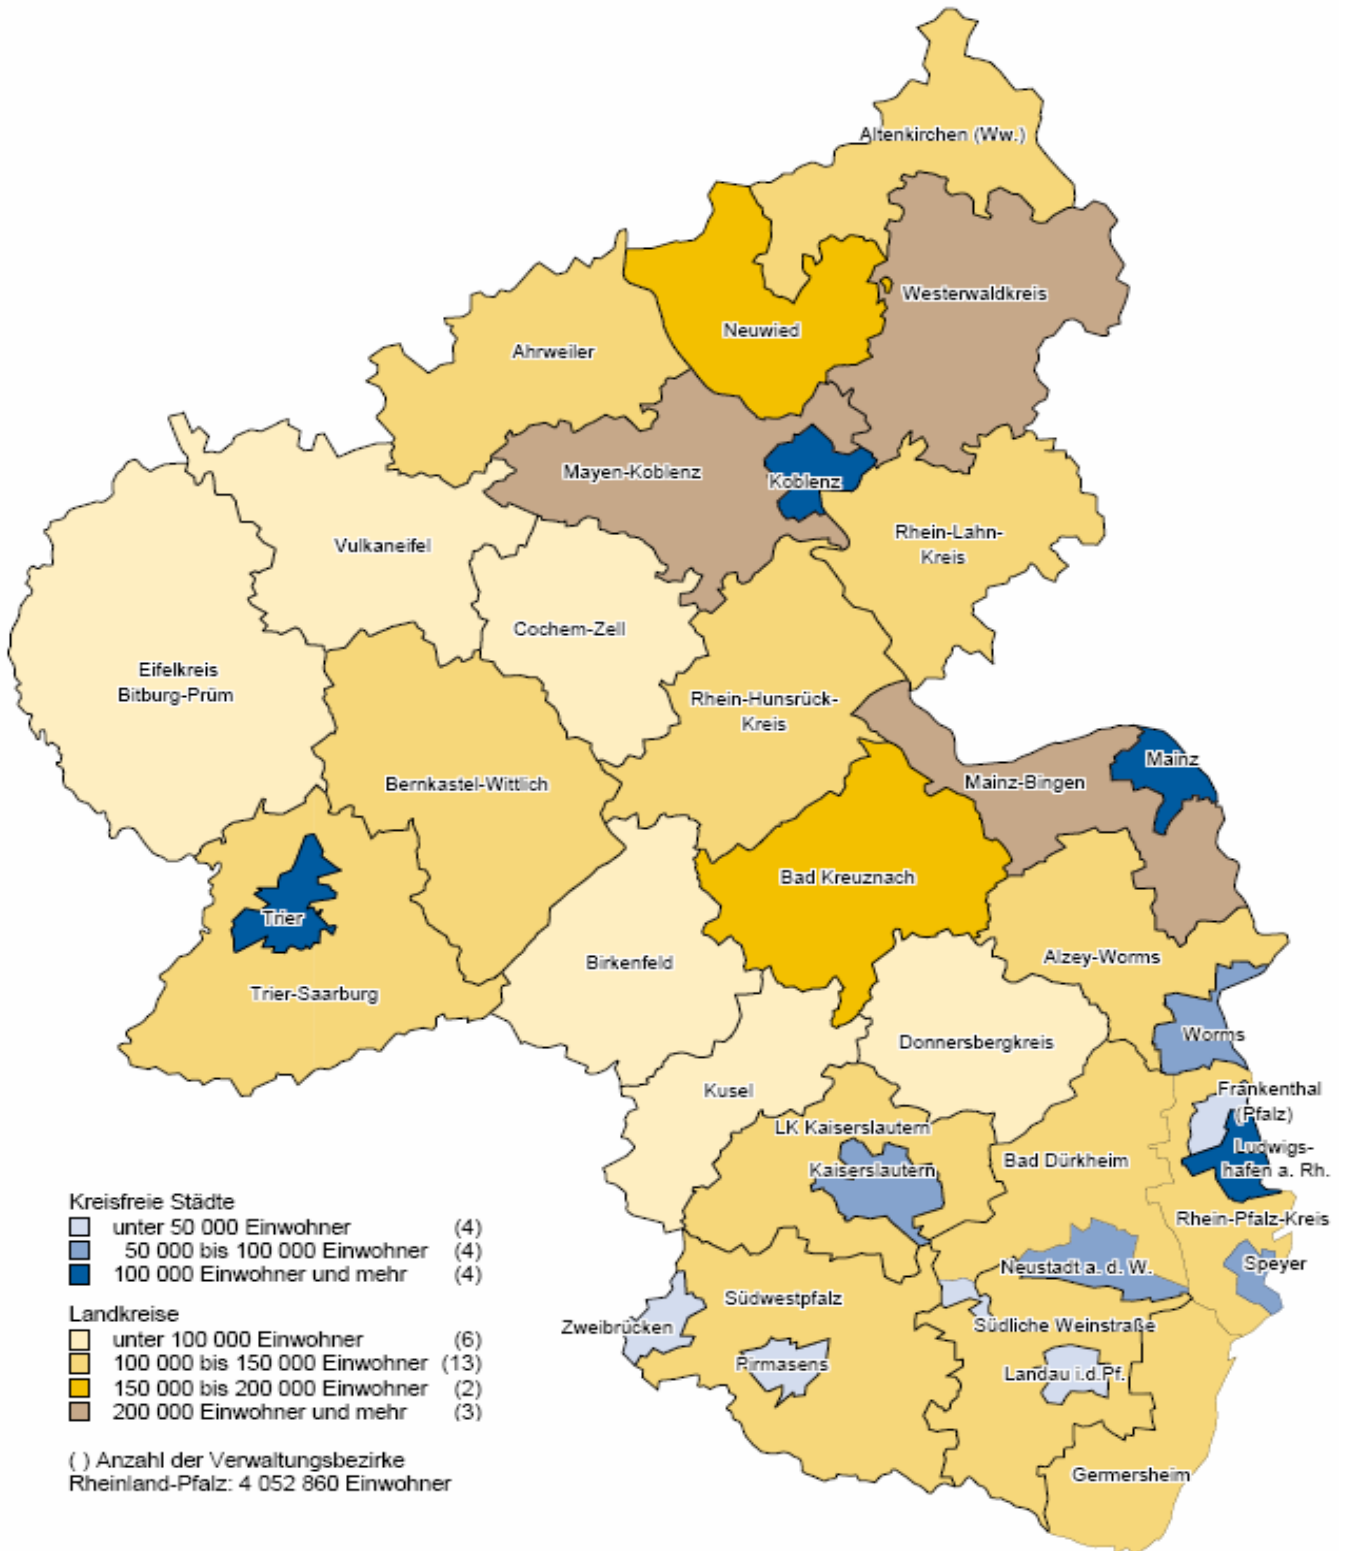 Altenkirchen (Ww.)
Westerwaldkreis
Neuwied
Ahrweiler
Mayen-Koblenz
Koblenz
Rhein-Lahn-
Kreis
Vulkaneifel
Cochem-Zell
Eifelkreis
Bitburg-Prüm
Rhein-Hunsrück-
Kreis
Mainz
Mainz-Bingen
Bernkastel-Wittlich
Bad Kreuznach
Trier
Birkenfeld
Alzey-Worms
Trier-Saarburg
Donnersbergkreis
Worms
Kusel
Frankenthal
(Pfalz)
LK Kaiserslautern
Ludwigs-
hafen a. Rh.
Bad Dürkheim
Kaiserslautern
Rhein-Pfalz-Kreis
Neustadt a. d. W.
Speyer
Südwestpfalz
Zweibrücken
Südliche Weinstraße
Pirmasens
Landau i.d.Pf.
Germersheim
Kreisfreie Städte
unter 50 000 Einwohner (4)
50 000 bis 100 000 Einwohner (4)
100 000 Einwohner und mehr (4)
Landkreise
unter 100 000 Einwohner (6)
100 000 bis 150 000 Einwohner (13)
150 000 bis 200 000 Einwohner (2)
200 000 Einwohner und mehr (3)
( ) Anzahl der Verwaltungsbezirke
Rheinland-Pfalz: 4 052 860 Einwohner